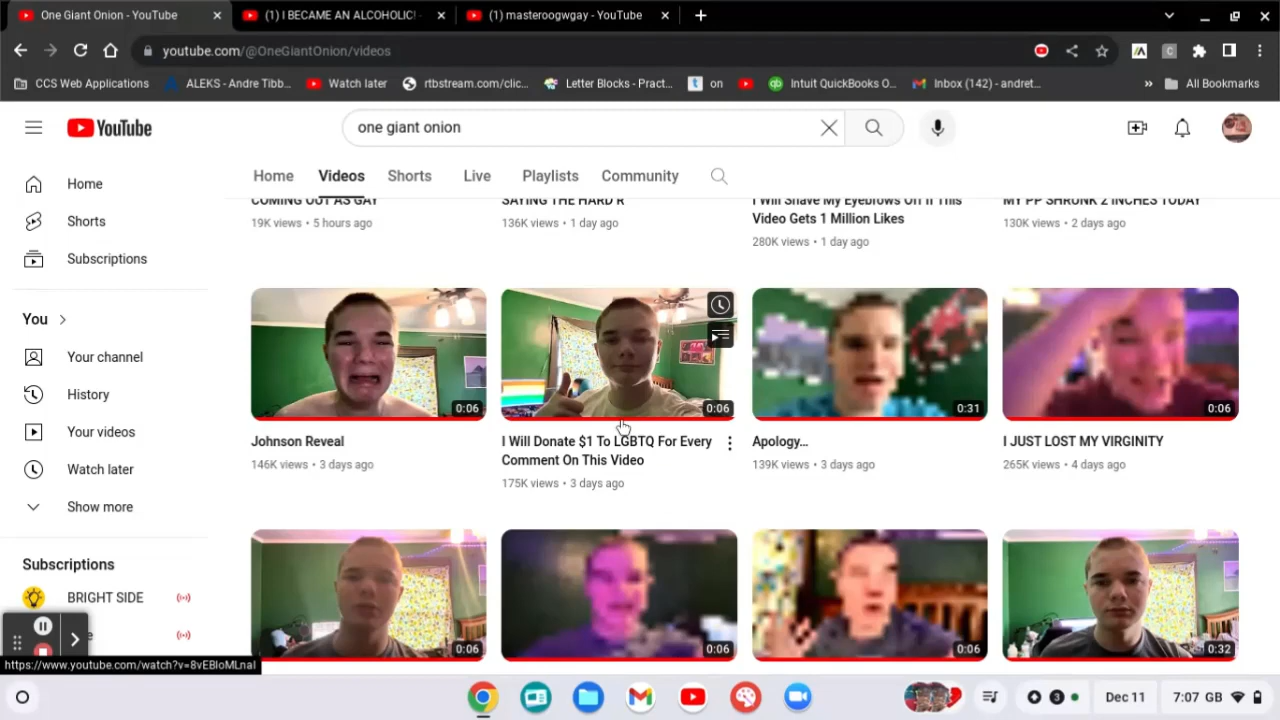 One Giant Onion - YouTube
(1) I BECAME AN ALCOHOLIC! -
(1) masteroogwgay - YouTube
youtube.com/@OneGiantOnion/videos
CCS Web Applications
ALEKS - Andre Tibb...
Watch later
rtbstream.com/clic...
Letter Blocks - Pract...
on
Intuit QuickBooks O...
Inbox (142) - andret...
All Bookmarks
YouTube
one giant onion
Home
Videos
Shorts
Live
Playlists
Community
Home
Shorts
Subscriptions
You
Your channel
History
Your videos
Watch later
Show more
Subscriptions
BRIGHT SIDE
COMING OUT AS GAY
19K views • 5 hours ago
SAYING THE HARD R
136K views • 1 day ago
I Will Shave My Eyebrows Off If This
Video Gets 1 Million Likes
280K views • 1 day ago
MY PP SHRUNK 2 INCHES TODAY
130K views • 2 days ago
0:06
Johnson Reveal
146K views • 3 days ago
0:06
I Will Donate $1 To LGBTQ For Every
Comment On This Video
175K views • 3 days ago
0:31
Apology...
139K views • 3 days ago
0:06
I JUST LOST MY VIRGINITY
265K views • 4 days ago
0:06
0:06
0:06
0:32
https://www.youtube.com/watch?v=8vEBIoMLnaI
Dec 11
7:07 GB